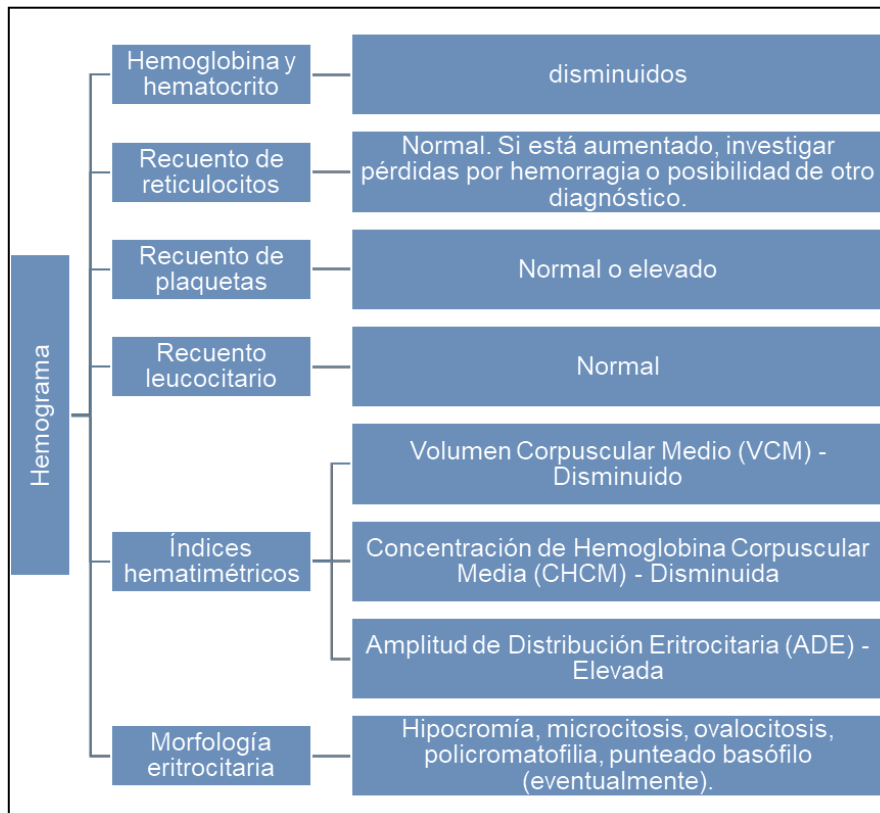 Hemograma
Hemoglobina y
hematocrito
disminuidos
Recuento de
reticulocitos
Normal. Si está aumentado, investigar
pérdidas por hemorragia o posibilidad de otro
diagnóstico.
Recuento de
plaquetas
Normal o elevado
Recuento
leucocitario
Normal
Índices
hematimétricos
Volumen Corpuscular Medio (VCM) -
Disminuido
Concentración de Hemoglobina Corpuscular
Media (CHCM) - Disminuida
Amplitud de Distribución Eritrocitaria (ADE) -
Elevada
Morfología
eritrocitaria
Hipocromía, microcitosis, ovalocitosis,
policromatofilia, punteado basófilo
(eventualmente).